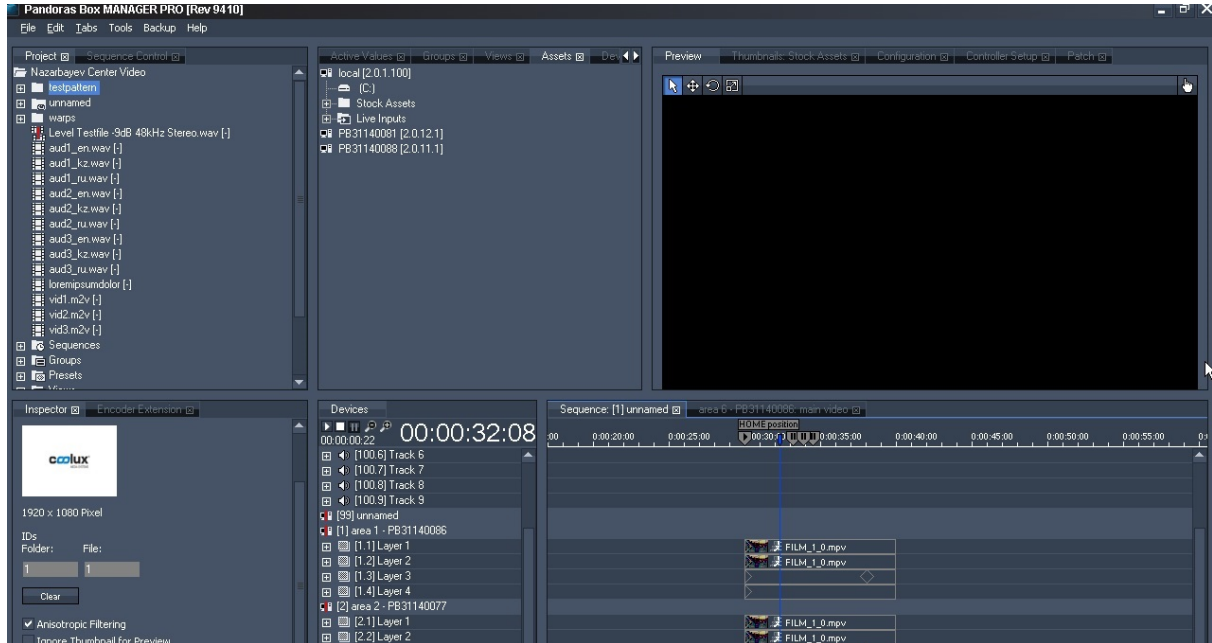 Pandoras Box MANAGER PRO [Rev 9410]
File Edit Tabs Tools Backup Help
Project Sequence Control
Nazarbayev Center Video
testpattern
unnamed
warps
Level Testfile -9dB 48kHz Stereo.wav [-]
aud1_en.wav [-]
aud1_kz.wav [-]
aud1_ru.wav [-]
aud2_en.wav [-]
aud2_kz.wav [-]
aud2_ru.wav [-]
aud3_en.wav [-]
aud3_kz.wav [-]
aud3_ru.wav [-]
loremipsumdolor [-]
vid1.m2v [-]
vid2.m2v [-]
vid3.m2v [-]
Sequences
Groups
Presets
Views
Active Values Groups Views Assets Dev
local [2.0.1.100]
(C:)
Stock Assets
Live Inputs
PB31140081 [2.0.12.1]
PB31140088 [2.0.11.1]
Preview Thumbnails: Stock Assets Configuration Controller Setup Patch
Inspector Encoder Extension
coolux
1920 x 1080 Pixel
IDs
Folder: File:
1 1
Clear
Anisotropic Filtering
Ignore Thumbnail for Preview
Devices
00:00:00:22 00:00:32:08
[100.6] Track 6
[100.7] Track 7
[100.8] Track 8
[100.9] Track 9
[99] unnamed
[1] area 1 - PB31140086
[1.1] Layer 1
[1.2] Layer 2
[1.3] Layer 3
[1.4] Layer 4
[2] area 2 - PB31140077
[2.1] Layer 1
[2.2] Layer 2
Sequence: [1] unnamed area 6 - PB31140086: main video
HOME position
:00 0:00:20:00 0:00:25:00 0:00:35:00 0:00:40:00 0:00:45:00 0:00:50:00 0:00:55:00
FILM_1_0.mpv
FILM_1_0.mpv
FILM_1_0.mpv
FILM_1_0.mpv